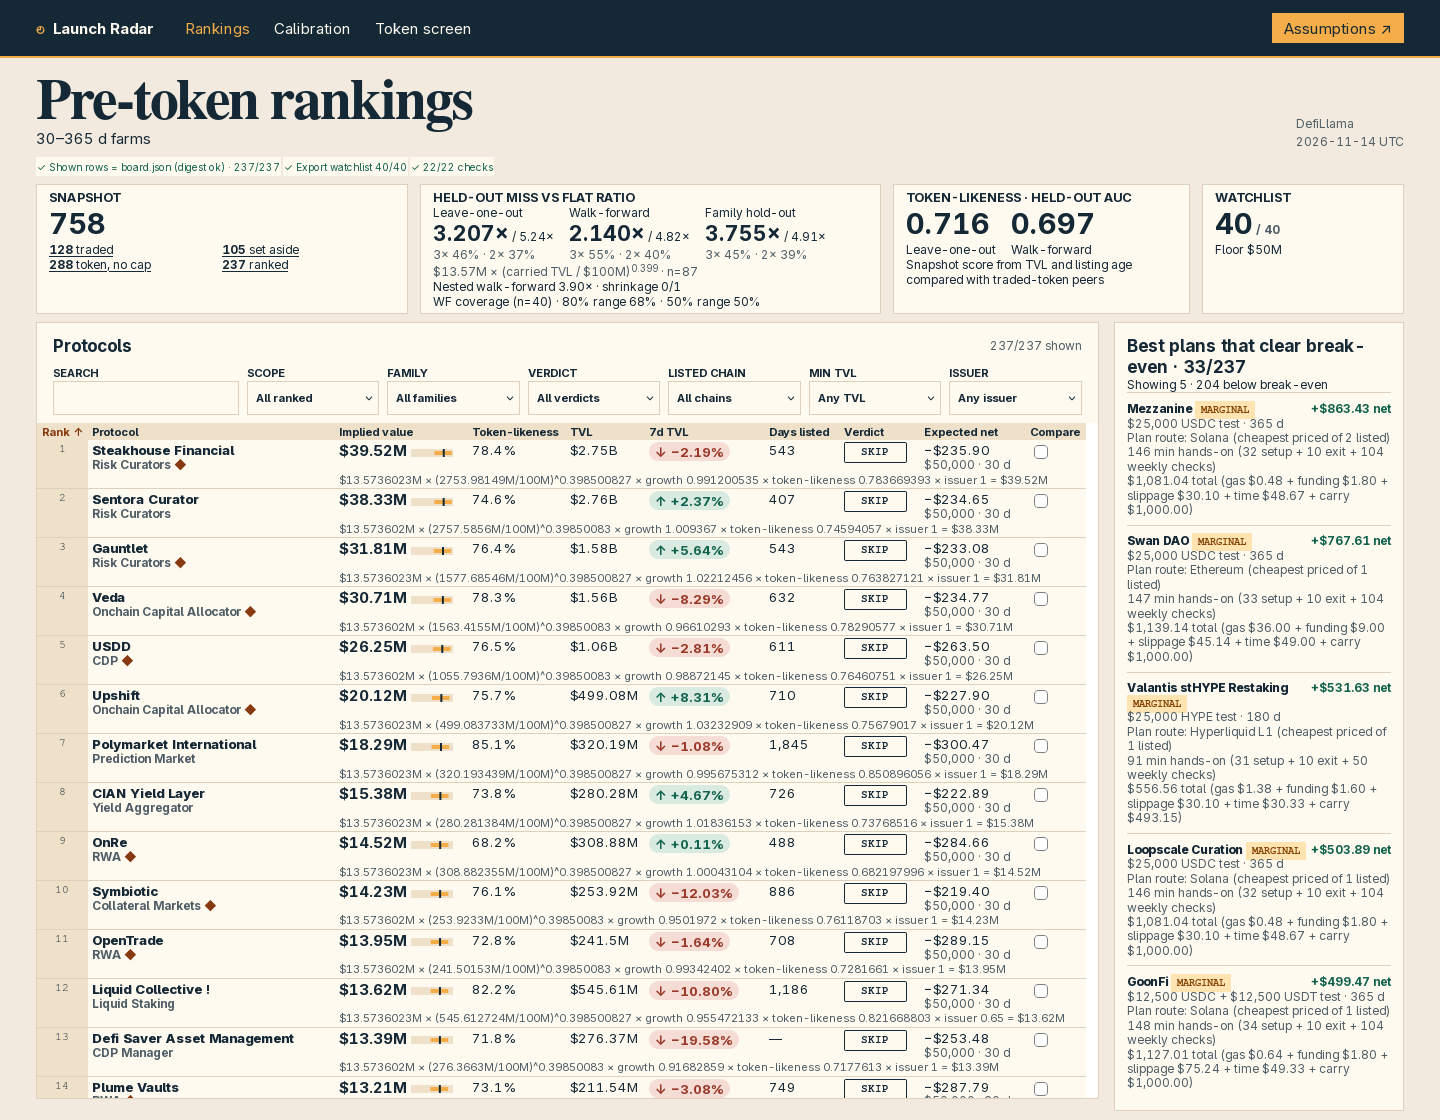 Launch Radar
Rankings
Calibration
Token screen
Assumptions ↗
Pre-token rankings
30–365 d farms
DefiLlama
2026-11-14 UTC
✓ Shown rows = board.json (digest ok) · 237/237 ✓ Export watchlist 40/40 ✓ 22/22 checks
SNAPSHOT
758
128 traded
105 set aside
288 token, no cap
237 ranked
HELD-OUT MISS VS FLAT RATIO
Leave-one-out Walk-forward Family hold-out
3.207× / 5.24× 2.140× / 4.82× 3.755× / 4.91×
3× 46% · 2× 37% 3× 55% · 2× 40% 3× 45% · 2× 39%
$13.57M × (carried TVL / $100M)^0.399 · n=87
Nested walk-forward 3.90× · shrinkage 0/1
WF coverage (n=40) · 80% range 68% · 50% range 50%
TOKEN-LIKENESS · HELD-OUT AUC
0.716 0.697
Leave-one-out Walk-forward
Snapshot score from TVL and listing age
compared with traded-token peers
WATCHLIST
40 / 40
Floor $50M
Protocols
237/237 shown
SEARCH SCOPE FAMILY VERDICT LISTED CHAIN MIN TVL ISSUER
All ranked All families All verdicts All chains Any TVL Any issuer
Rank ↑ Protocol Implied value Token-likeness TVL 7d TVL Days listed Verdict Expected net Compare
1 Steakhouse Financial $39.52M 78.4% $2.75B ↓ −2.19% 543 SKIP −$235.90
Risk Curators ◆ $50,000 · 30 d
$13.5736023M × (2753.98149M/100M)^0.398500827 × growth 0.991200535 × token-likeness 0.783669393 × issuer 1 = $39.52M
2 Sentora Curator $38.33M 74.6% $2.76B ↑ +2.37% 407 SKIP −$234.65
Risk Curators $50,000 · 30 d
$13.573602M × (2757.5856M/100M)^0.39850083 × growth 1.009367 × token-likeness 0.74594057 × issuer 1 = $38.33M
3 Gauntlet $31.81M 76.4% $1.58B ↑ +5.64% 543 SKIP −$233.08
Risk Curators ◆ $50,000 · 30 d
$13.5736023M × (1577.68546M/100M)^0.398500827 × growth 1.02212456 × token-likeness 0.763827121 × issuer 1 = $31.81M
4 Veda $30.71M 78.3% $1.56B ↓ −8.29% 632 SKIP −$234.77
Onchain Capital Allocator ◆ $50,000 · 30 d
$13.573602M × (1563.4155M/100M)^0.39850083 × growth 0.96610293 × token-likeness 0.78290577 × issuer 1 = $30.71M
5 USDD $26.25M 76.5% $1.06B ↓ −2.81% 611 SKIP −$263.50
CDP ◆ $50,000 · 30 d
$13.573602M × (1055.7936M/100M)^0.39850083 × growth 0.98872145 × token-likeness 0.76460751 × issuer 1 = $26.25M
6 Upshift $20.12M 75.7% $499.08M ↑ +8.31% 710 SKIP −$227.90
Onchain Capital Allocator ◆ $50,000 · 30 d
$13.5736023M × (499.083733M/100M)^0.398500827 × growth 1.03232909 × token-likeness 0.75679017 × issuer 1 = $20.12M
7 Polymarket International $18.29M 85.1% $320.19M ↓ −1.08% 1,845 SKIP −$300.47
Prediction Market $50,000 · 30 d
$13.5736023M × (320.193439M/100M)^0.398500827 × growth 0.995675312 × token-likeness 0.850896056 × issuer 1 = $18.29M
8 CIAN Yield Layer $15.38M 73.8% $280.28M ↑ +4.67% 726 SKIP −$222.89
Yield Aggregator $50,000 · 30 d
$13.5736023M × (280.281384M/100M)^0.398500827 × growth 1.01836153 × token-likeness 0.73768516 × issuer 1 = $15.38M
9 OnRe $14.52M 68.2% $308.88M ↑ +0.11% 488 SKIP −$284.66
RWA ◆ $50,000 · 30 d
$13.5736023M × (308.882355M/100M)^0.398500827 × growth 1.00043104 × token-likeness 0.682197996 × issuer 1 = $14.52M
10 Symbiotic $14.23M 76.1% $253.92M ↓ −12.03% 886 SKIP −$219.40
Collateral Markets ◆ $50,000 · 30 d
$13.573602M × (253.9233M/100M)^0.39850083 × growth 0.9501972 × token-likeness 0.76118703 × issuer 1 = $14.23M
11 OpenTrade $13.95M 72.8% $241.5M ↓ −1.64% 708 SKIP −$289.15
RWA ◆ $50,000 · 30 d
$13.573602M × (241.50153M/100M)^0.39850083 × growth 0.99342402 × token-likeness 0.7281661 × issuer 1 = $13.95M
12 Liquid Collective ! $13.62M 82.2% $545.61M ↓ −10.80% 1,186 SKIP −$271.34
Liquid Staking $50,000 · 30 d
$13.5736023M × (545.612724M/100M)^0.398500827 × growth 0.955472133 × token-likeness 0.821668803 × issuer 0.65 = $13.62M
13 Defi Saver Asset Management $13.39M 71.8% $276.37M ↓ −19.58% — SKIP −$253.48
CDP Manager $50,000 · 30 d
$13.573602M × (276.3663M/100M)^0.39850083 × growth 0.91682859 × token-likeness 0.7177613 × issuer 1 = $13.39M
14 Plume Vaults $13.21M 73.1% $211.54M ↓ −3.08% 749 SKIP −$287.79
Best plans that clear break-
even · 33/237
Showing 5 · 204 below break-even
Mezzanine MARGINAL +$863.43 net
$25,000 USDC test · 365 d
Plan route: Solana (cheapest priced of 2 listed)
146 min hands-on (32 setup + 10 exit + 104
weekly checks)
$1,081.04 total (gas $0.48 + funding $1.80 +
slippage $30.10 + time $48.67 + carry
$1,000.00)
Swan DAO MARGINAL +$767.61 net
$25,000 USDC test · 365 d
Plan route: Ethereum (cheapest priced of 1
listed)
147 min hands-on (33 setup + 10 exit + 104
weekly checks)
$1,139.14 total (gas $36.00 + funding $9.00
+ slippage $45.14 + time $49.00 + carry
$1,000.00)
Valantis stHYPE Restaking +$531.63 net
MARGINAL
$25,000 HYPE test · 180 d
Plan route: Hyperliquid L1 (cheapest priced of
1 listed)
91 min hands-on (31 setup + 10 exit + 50
weekly checks)
$556.56 total (gas $1.38 + funding $1.60 +
slippage $30.10 + time $30.33 + carry
$493.15)
Loopscale Curation MARGINAL +$503.89 net
$25,000 USDC test · 365 d
Plan route: Solana (cheapest priced of 1 listed)
146 min hands-on (32 setup + 10 exit + 104
weekly checks)
$1,081.04 total (gas $0.48 + funding $1.80 +
slippage $30.10 + time $48.67 + carry
$1,000.00)
GoonFi MARGINAL +$499.47 net
$12,500 USDC + $12,500 USDT test · 365 d
Plan route: Solana (cheapest priced of 1 listed)
148 min hands-on (34 setup + 10 exit + 104
weekly checks)
$1,127.01 total (gas $0.64 + funding $1.80 +
slippage $75.24 + time $49.33 + carry
$1,000.00)